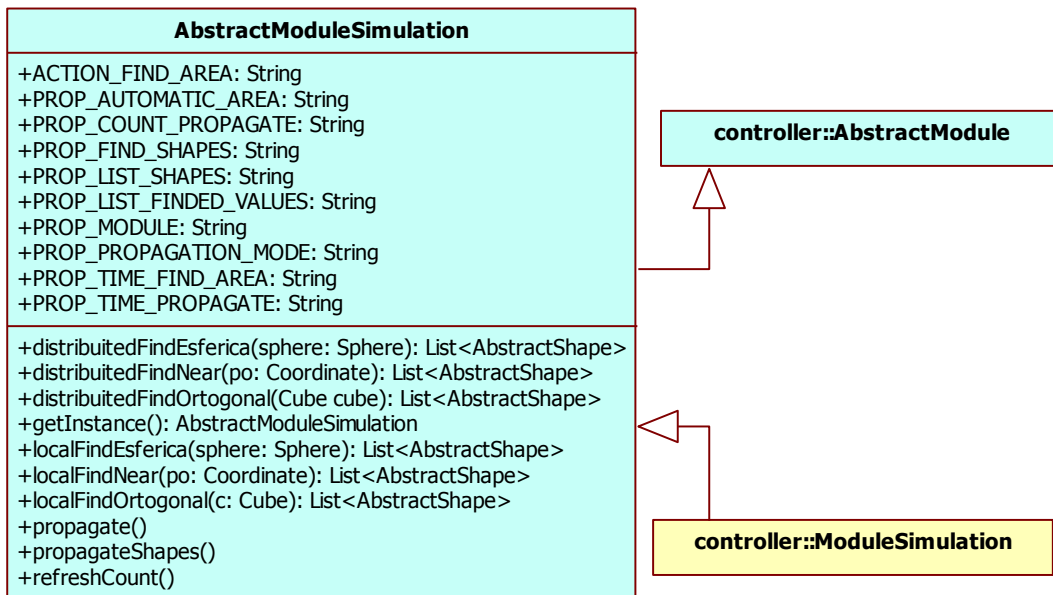 AbstractModuleSimulation
+ACTION_FIND_AREA: String
+PROP_AUTOMATIC_AREA: String
+PROP_COUNT_PROPAGATE: String
+PROP_FIND_SHAPES: String
+PROP_LIST_SHAPES: String
+PROP_LIST_FINDED_VALUES: String
+PROP_MODULE: String
+PROP_PROPAGATION_MODE: String
+PROP_TIME_FIND_AREA: String
+PROP_TIME_PROPAGATE: String
+distribuitedFindEsferica(sphere: Sphere): List<AbstractShape>
+distribuitedFindNear(po: Coordinate): List<AbstractShape>
+distribuitedFindOrtogonal(Cube cube): List<AbstractShape>
+getInstance(): AbstractModuleSimulation
+localFindEsferica(sphere: Sphere): List<AbstractShape>
+localFindNear(po: Coordinate): List<AbstractShape>
+localFindOrtogonal(c: Cube): List<AbstractShape>
+propagate()
+propagateShapes()
+refreshCount()
controller::AbstractModule
controller::ModuleSimulation